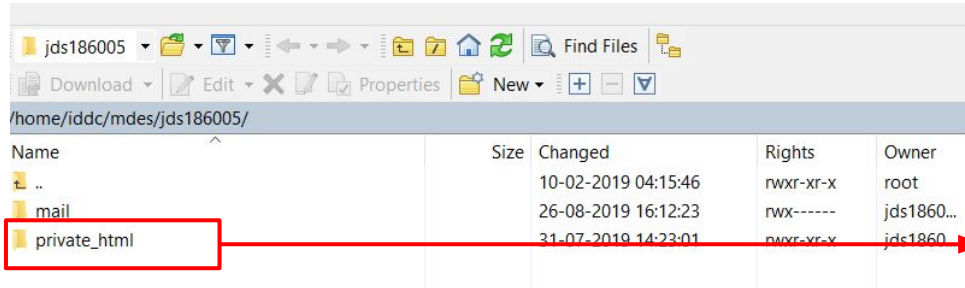 jds186005 Find Files
Download Edit Properties New
/home/iddc/mdes/jds186005/
Name Size Changed Rights Owner
.. 10-02-2019 04:15:46 rwxr-xr-x root
mail 26-08-2019 16:12:23 rwx------ jds1860...
private_html 31-07-2019 14:23:01 rwxr-xr-x jds1860...